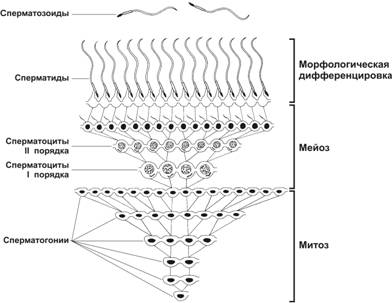 Сперматозоиды
Сперматиды
Морфологическая
дифференцировка
Сперматоциты
II порядка
Сперматоциты
I порядка
Мейоз
Сперматогонии
Митоз